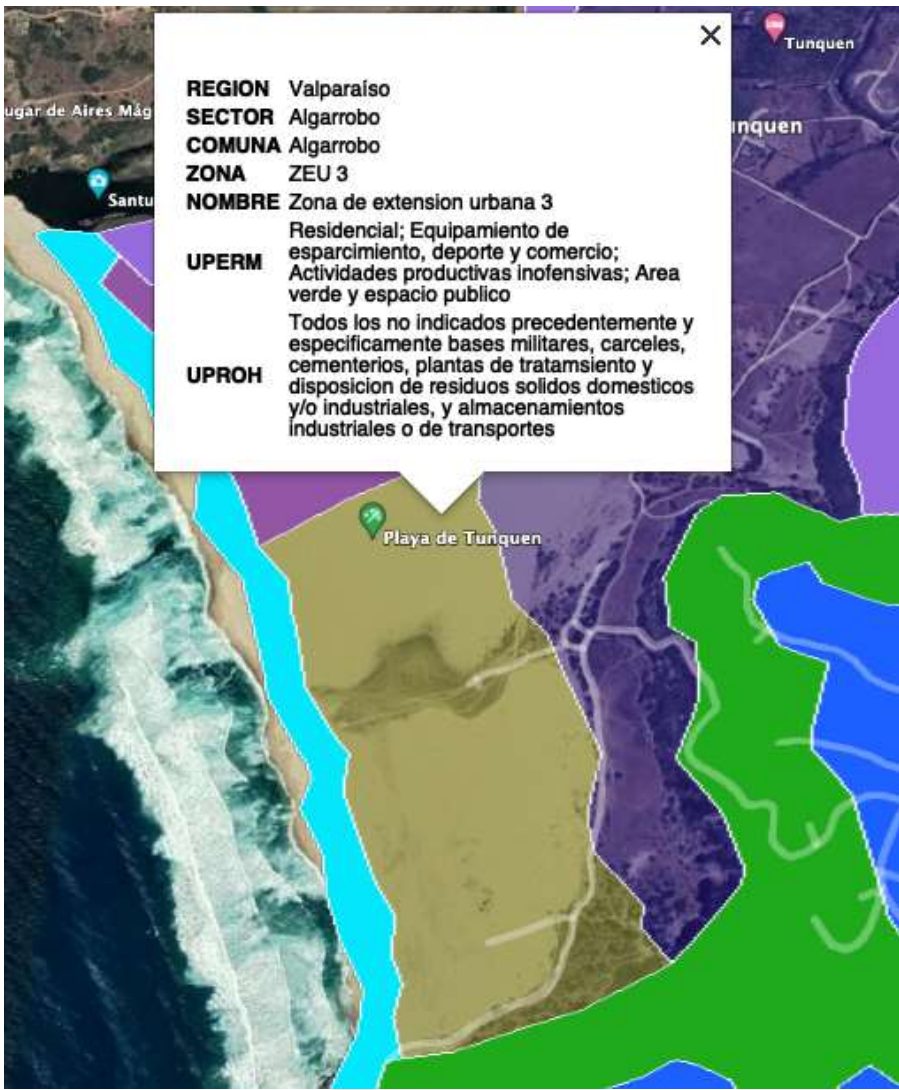 REGION Valparaíso
SECTOR Algarrobo
COMUNA Algarrobo
ZONA ZEU 3
NOMBRE Zona de extension urbana 3
UPERM Residencial; Equipamiento de
esparcimiento, deporte y comercio;
Actividades productivas inofensivas; Area
verde y espacio publico
UPROH Todos los no indicados precedentemente y
especificamente bases militares, carceles,
cementerios, plantas de tratamsiento y
disposicion de residuos solidos domesticos
y/o industriales, y almacenamientos
industriales o de transportes
Tunquen
ugar de Aires Mág
unquen
Santu
Playa de Tunquen